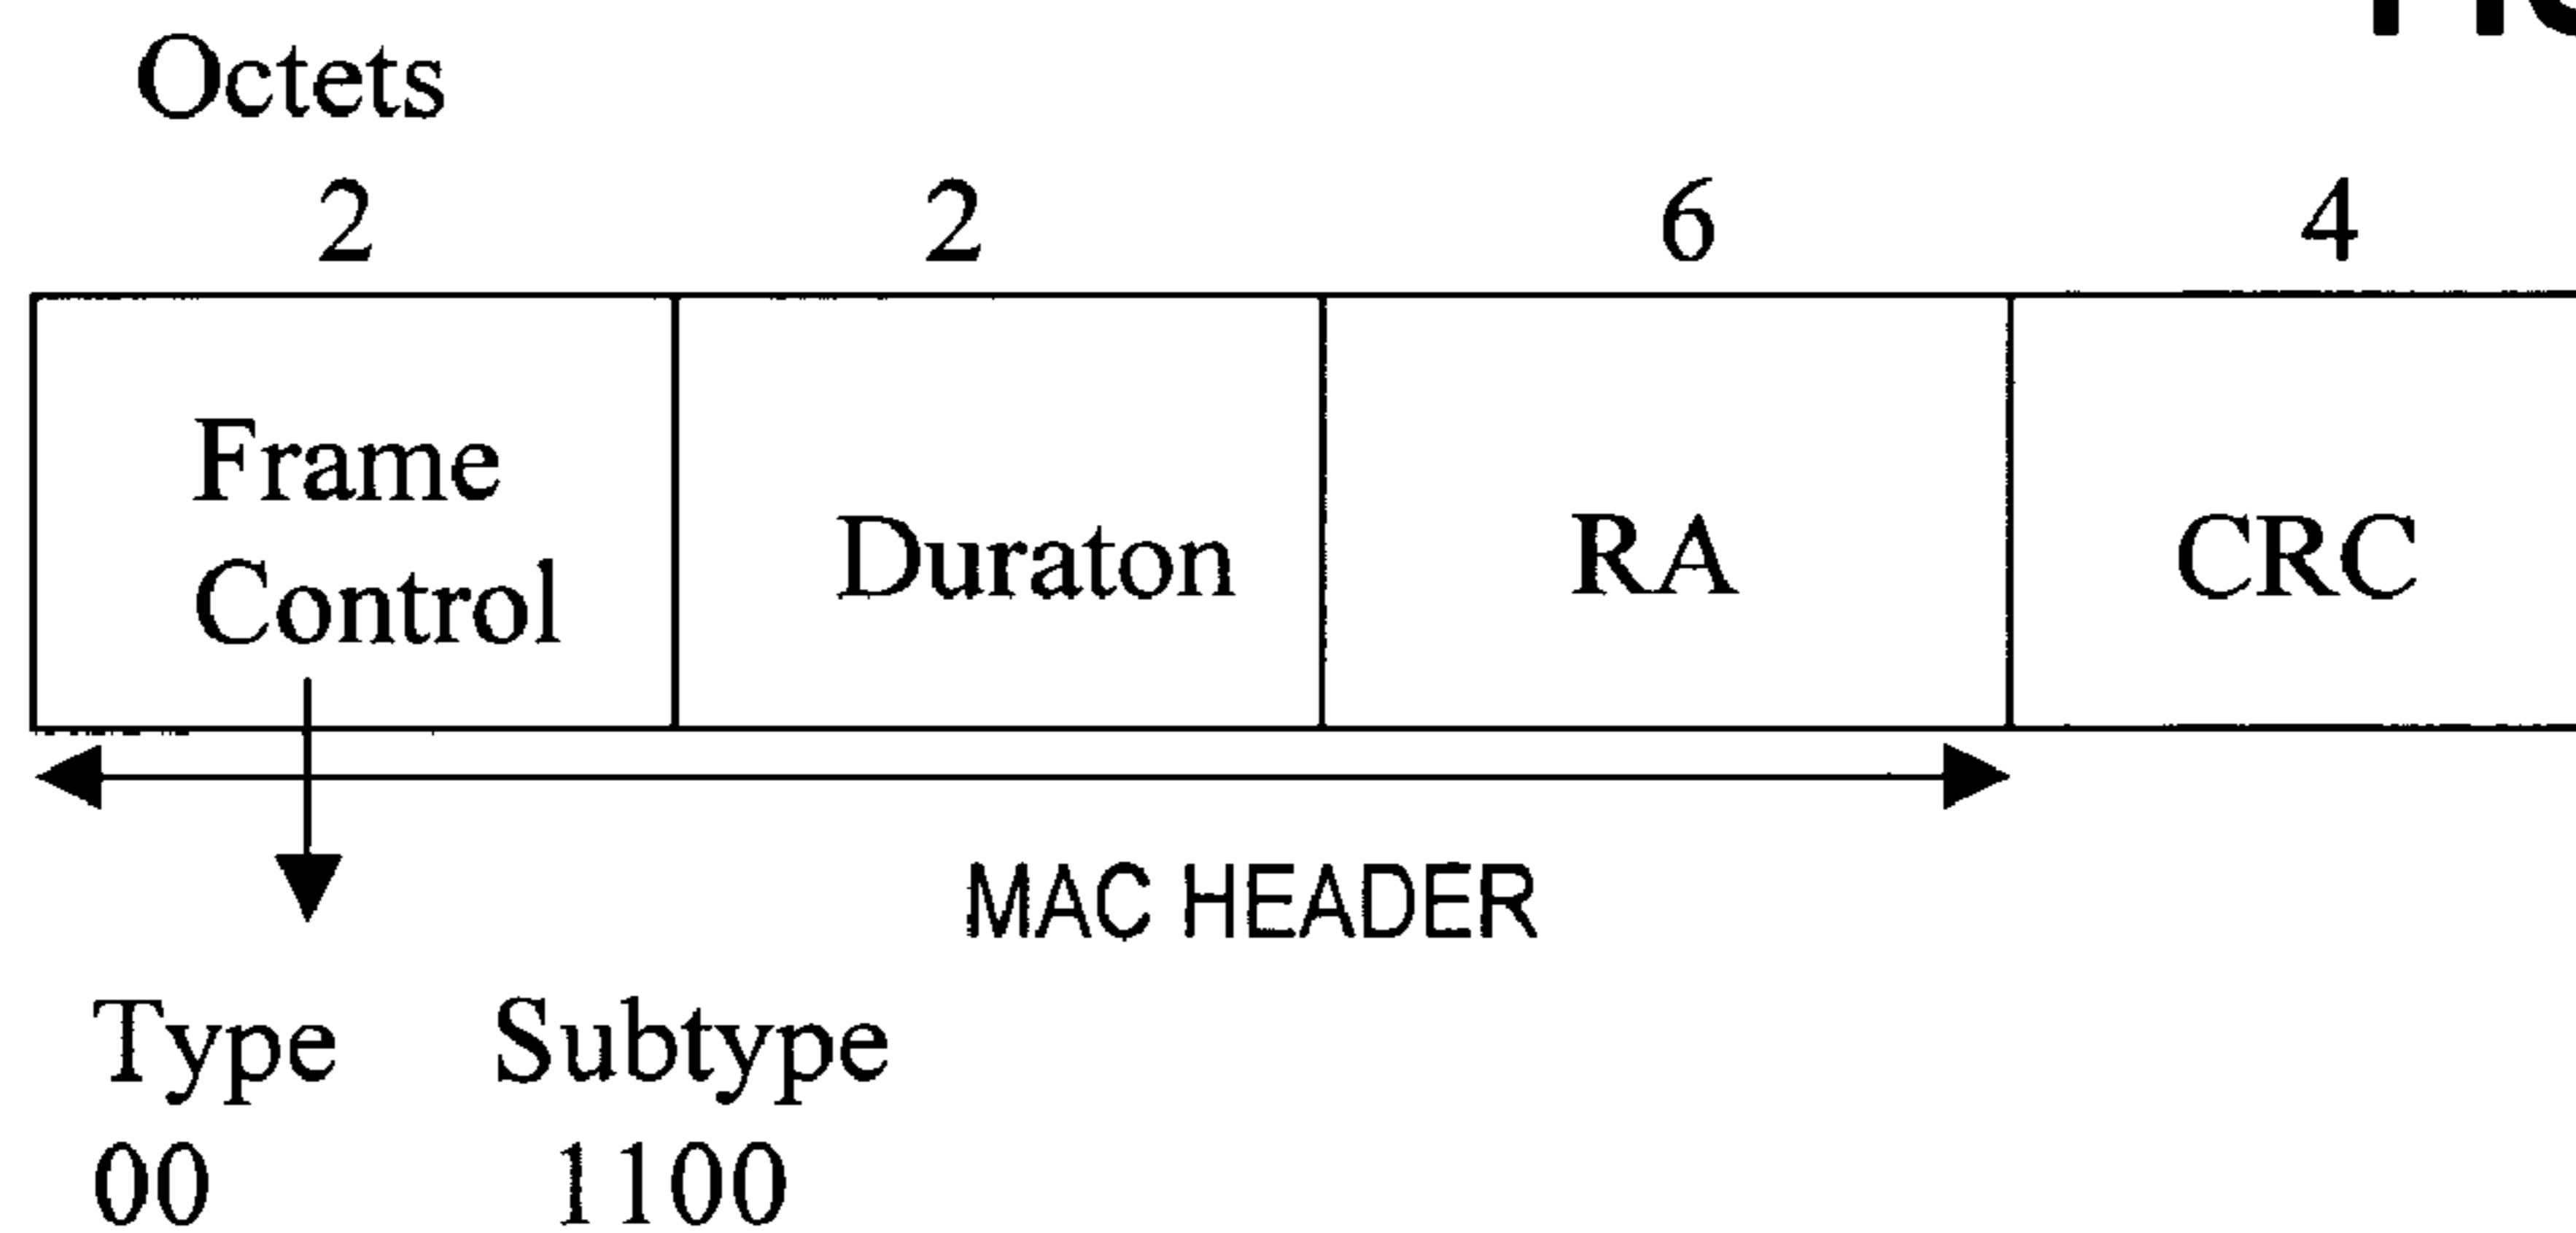 Octets
2 2 6 4
Frame
Control
Duraton
RA
CRC
MAC HEADER
Type Subtype
00 1100